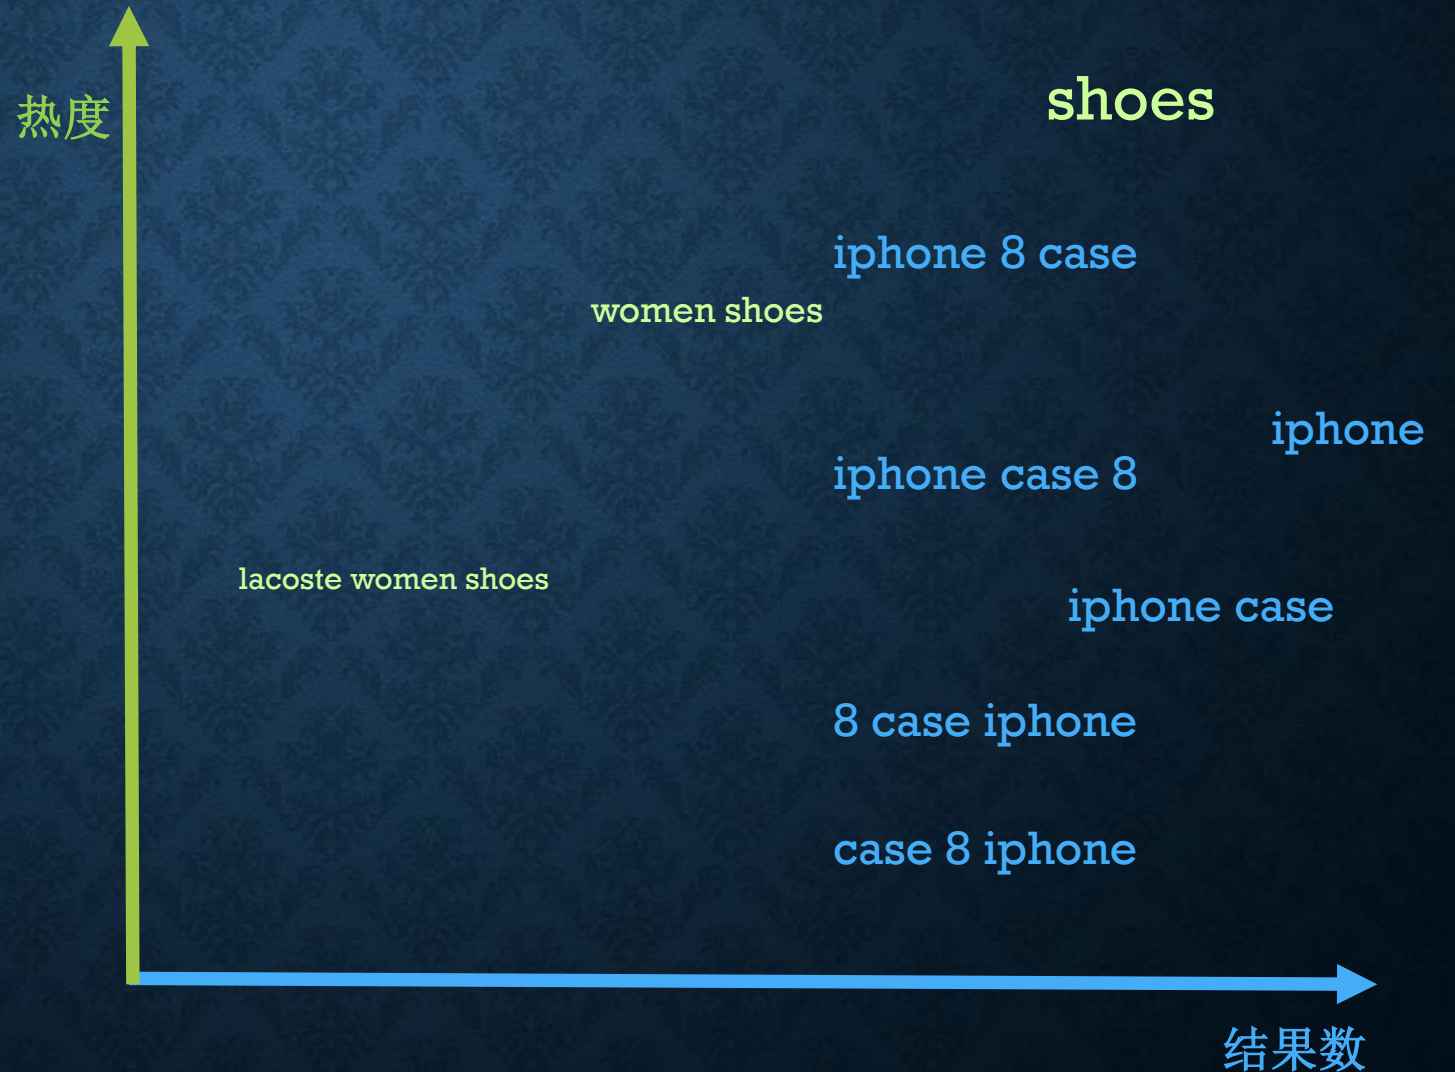 热度
shoes
iphone 8 case
women shoes
iphone
iphone case 8
lacoste women shoes
iphone case
8 case iphone
case 8 iphone
结果数